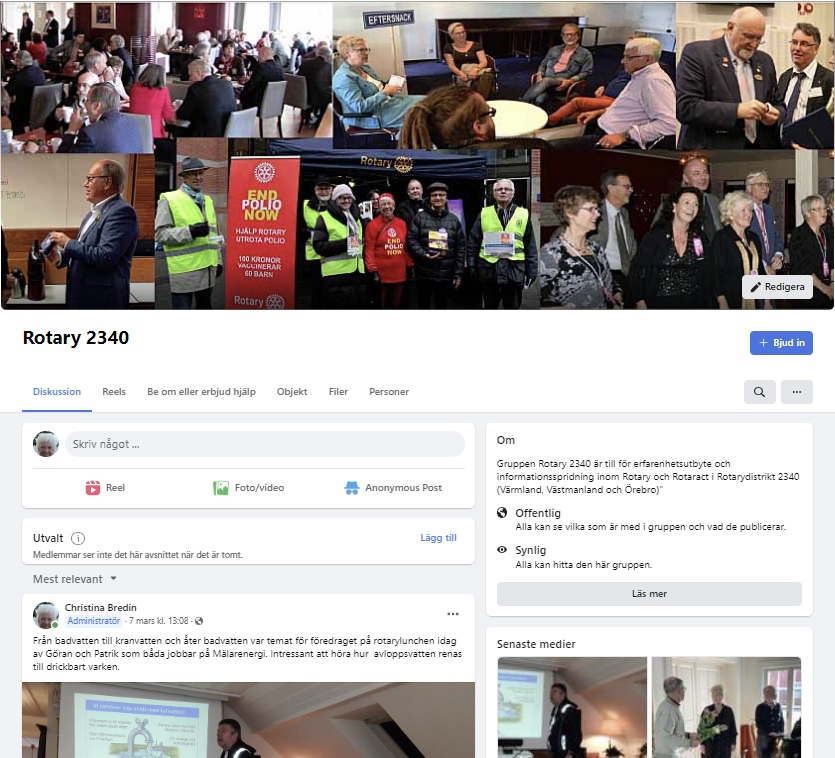 EFTERSNACK
Rotary
END
POLIO
NOW
HJÄLP ROTARY
UTROTA POLIO
100 KRONOR
VACCINERAR
60 BARN
Rotary
END
POLIO
NOW
Redigera
Rotary 2340
+ Bjud in
Diskussion Reels Be om eller erbjud hjälp Objekt Filer Personer
Skriv något ...
Reel Foto/video Anonymous Post
Utvalt
Lägg till
Medlemmar ser inte det här avsnittet när det är tomt.
Mest relevant
Christina Bredin
Administratör · 7 mars kl. 13:08 ·
Från badvatten till kranvatten och åter badvatten var temat för föredraget på rotarylunchen idag
av Göran och Patrik som båda jobbar på Mälarenergi. Intressant att höra hur avloppsvatten renas
till drickbart varken.
Om
Gruppen Rotary 2340 är till för erfarenhetsutbyte och
informationsspridning inom Rotary och Rotaract i Rotarydistrikt 2340
(Värmland, Västmanland och Örebro)"
Offentlig
Alla kan se vilka som är med i gruppen och vad de publicerar.
Synlig
Alla kan hitta den här gruppen.
Läs mer
Senaste medier